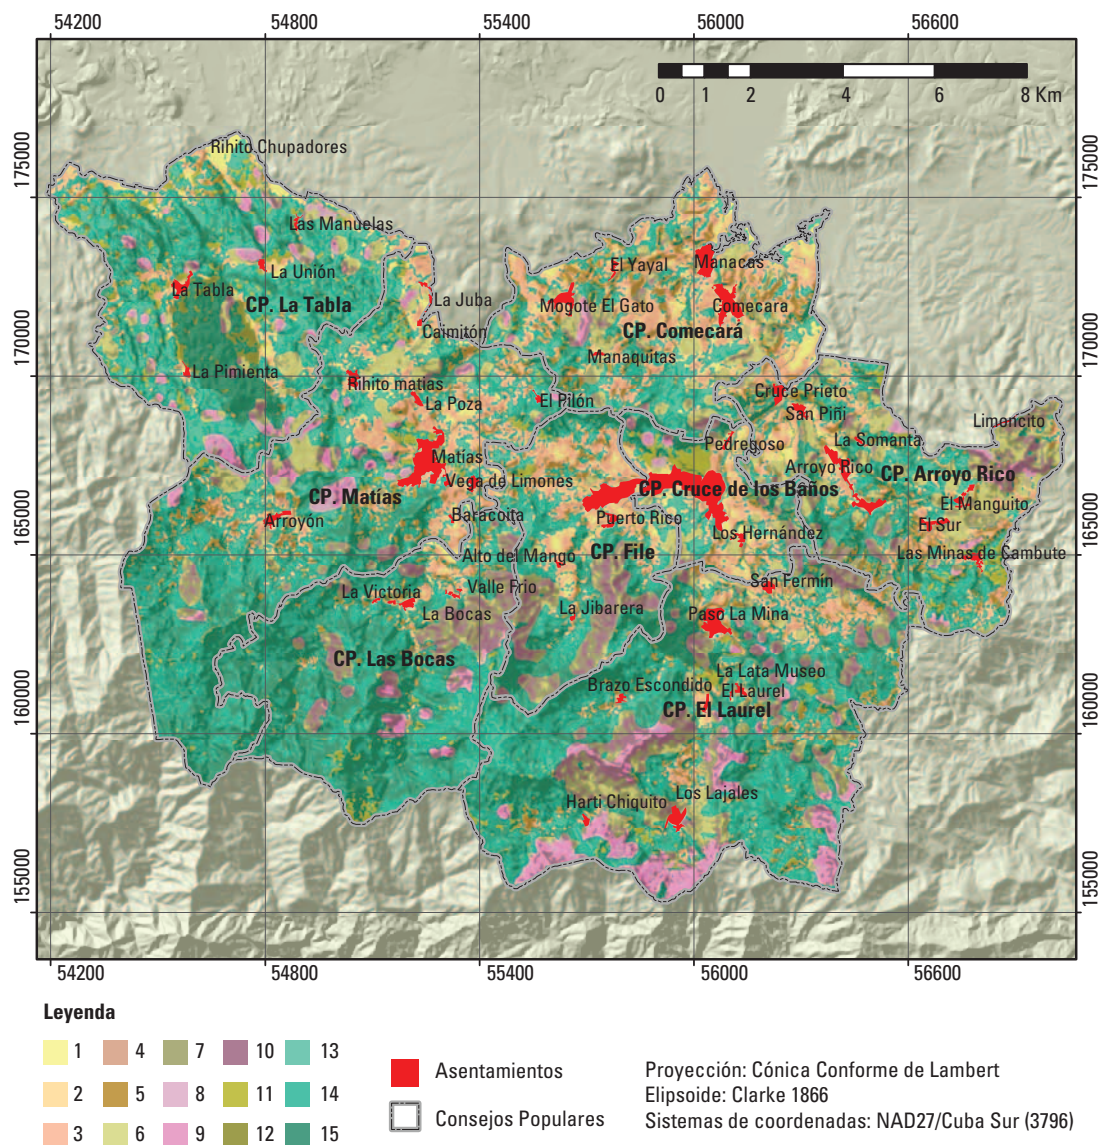 54200 54800 55400 56000 56600
0 1 2 4 6 8 Km
175000
175000
Rihito Chupadores
Las Manuelas
La Unión
La Tabla
CP. La Tabla
La Juba
Caimitón
La Pimienta
El Yayal
Manacas
Mogote El Gato
Comecara
CP. Comecará
Manaquitas
170000
170000
Rihito matías
La Poza
El Pilón
Cruce Prieto
San Piñi
Limoncito
Matías
Pedregoso
La Somanta
Arroyo Rico
CP. Arroyo Rico
Vega de Limones
CP. Matías
CP. Cruce de los Baños
El Manguito
165000
165000
Arroyón
Baracoita
Puerto Rico
Los Hernández
El Sur
Alto del Mango
CP. File
Las Minas de Cambute
La Victoria
Valle Frio
San Fermín
La Bocas
La Jibarera
Paso La Mina
CP. Las Bocas
La Lata Museo
Brazo Escondido
El Laurel
CP. El Laurel
160000
160000
Harti Chiquito
Los Lajales
155000
155000
54200 54800 55400 56000 56600
Leyenda
1 4 7 10 13
2 5 8 11 14
3 6 9 12 15
Asentamientos
Consejos Populares
Proyección: Cónica Conforme de Lambert
Elipsoide: Clarke 1866
Sistemas de coordenadas: NAD27/Cuba Sur (3796)